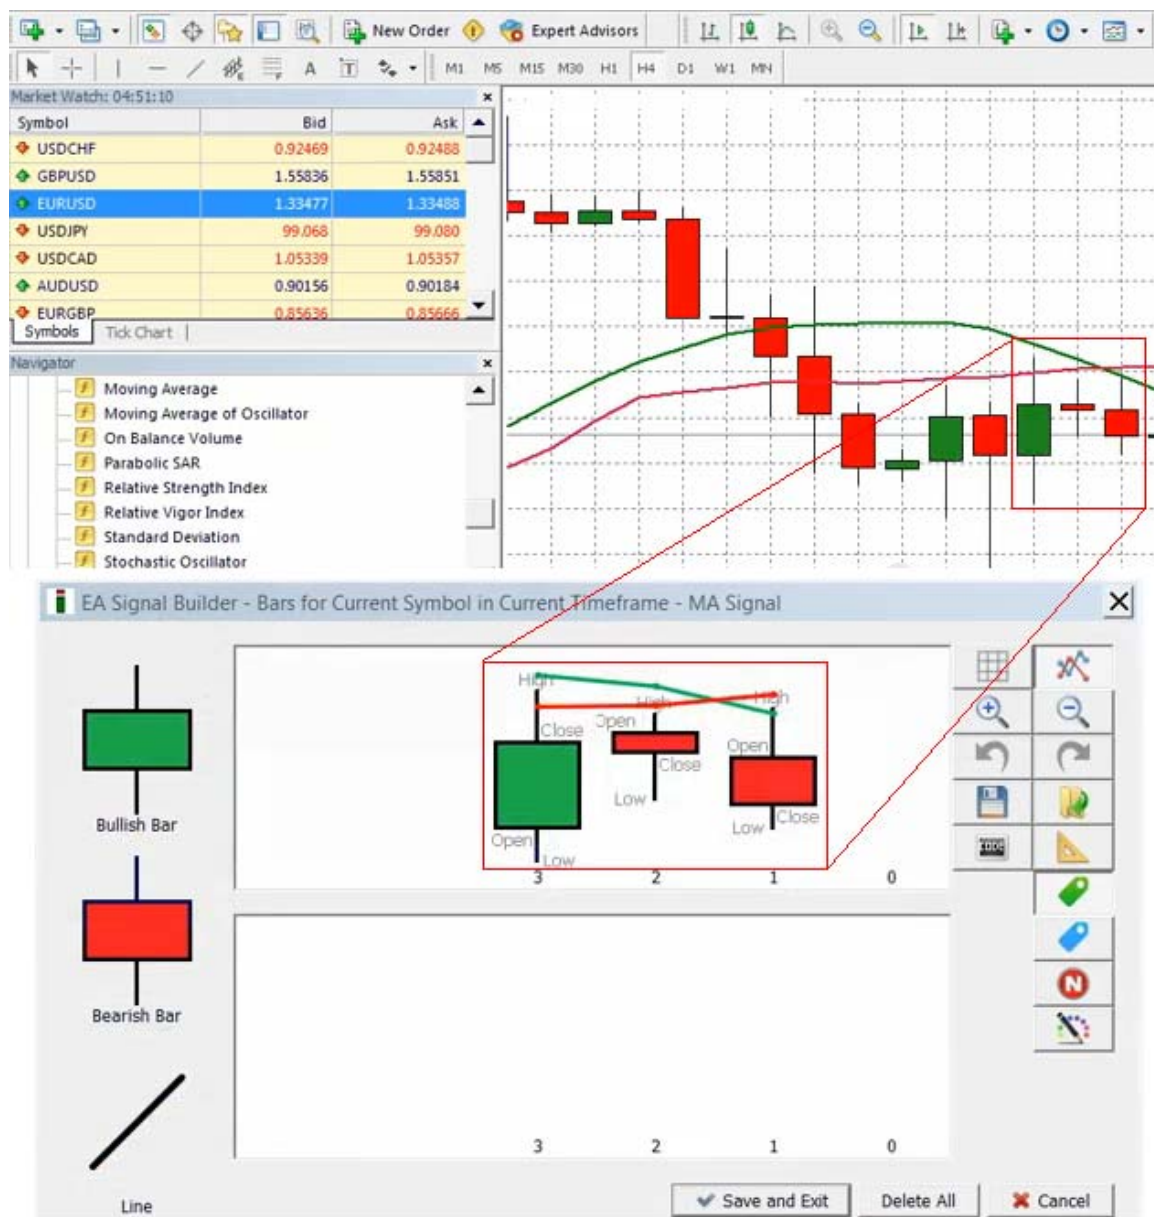 New Order Expert Advisors
A T M1 M5 M15 M30 H1 H4 D1 W1 MN
Market Watch: 04:51:10
Symbol Bid Ask
USDCHF 0.92469 0.92488
GBPUSD 1.55836 1.55851
EURUSD 1.33477 1.33488
USDJPY 99.068 99.080
USDCAD 1.05339 1.05357
AUDUSD 0.90156 0.90184
EURGBP 0.85636 0.85666
Symbols Tick Chart
Navigator
Moving Average
Moving Average of Oscillator
On Balance Volume
Parabolic SAR
Relative Strength Index
Relative Vigor Index
Standard Deviation
Stochastic Oscillator
EA Signal Builder - Bars for Current Symbol in Current Timeframe - MA Signal
High High High
Close Open Open
Close
Low Low Close
Open Low
3 2 1 0
Bullish Bar
CODE
N
Bearish Bar
3 2 1 0
Line
Save and Exit Delete All Cancel